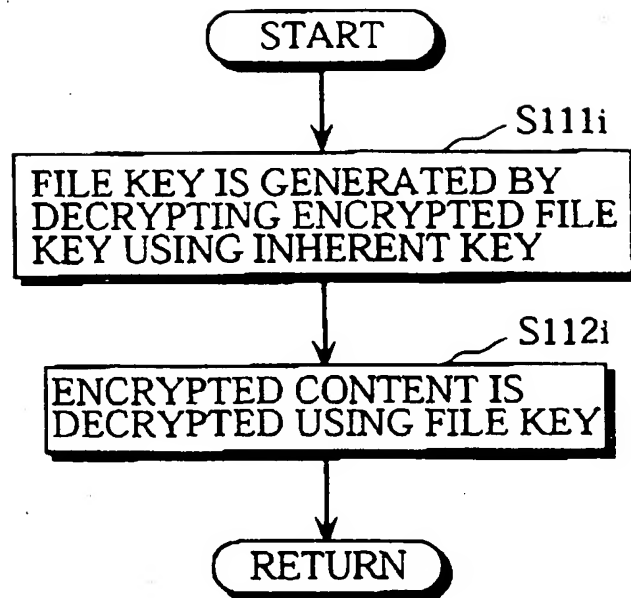 START
S111i
FILE KEY IS GENERATED BY
DECRYPTING ENCRYPTED FILE
KEY USING INHERENT KEY
S112i
ENCRYPTED CONTENT IS
DECRYPTED USING FILE KEY
RETURN